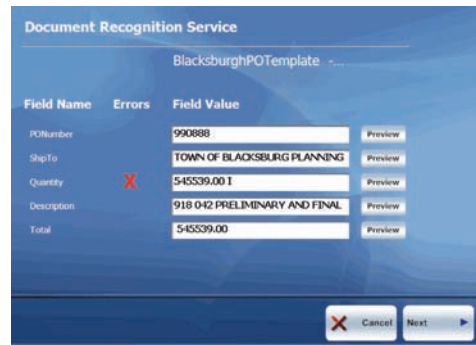 Document Recognition Service
BlacksburghPOTemplate -...
Field Name Errors Field Value
PONumber 990888 Preview
ShipTo TOWN OF BLACKSBURG PLANNING Preview
Quantity X 545539.00 I Preview
Description 918 042 PRELIMINARY AND FINAL Preview
Total 545539.00 Preview
Cancel Next